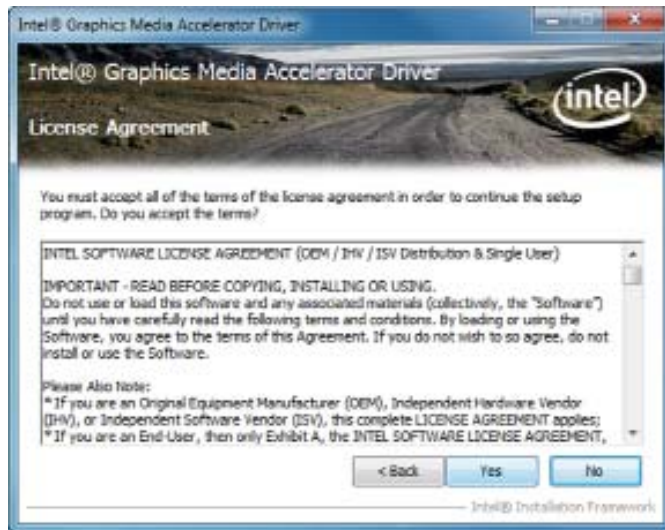 Intel® Graphics Media Accelerator Driver
Intel® Graphics Media Accelerator Driver
intel
License Agreement
You must accept all of the terms of the license agreement in order to continue the setup
program. Do you accept the terms?
INTEL SOFTWARE LICENSE AGREEMENT (OEM / IHV / ISV Distribution & Single User)
IMPORTANT - READ BEFORE COPYING, INSTALLING OR USING.
Do not use or load this software and any associated materials (collectively, the "Software")
until you have carefully read the following terms and conditions. By loading or using the
Software, you agree to the terms of this Agreement. If you do not wish to so agree, do not
install or use the Software.
Please Also Note:
* If you are an Original Equipment Manufacturer (OEM), Independent Hardware Vendor
(IHV), or Independent Software Vendor (ISV), this complete LICENSE AGREEMENT applies;
* If you are an End-User, then only Exhibit A, the INTEL SOFTWARE LICENSE AGREEMENT,
< Back Yes No
Intel® Installation Framework